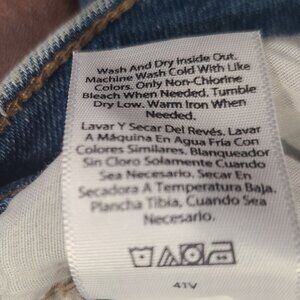 Wash And Dry Inside Out.
Machine Wash Cold With Like
Colors. Only Non-Chlorine
Bleach When Needed. Tumble
Dry Low. Warm Iron When
Needed.
Lavar Y Secar Del Revés. Lavar
A Máquina En Agua Fría Con
Colores Similares. Blanqueador
Sin Cloro Solamente Cuando
Sea Necesario. Secar En
Secadora A Temperatura Baja.
Plancha Tibia, Cuando Sea
Necesario.
41V